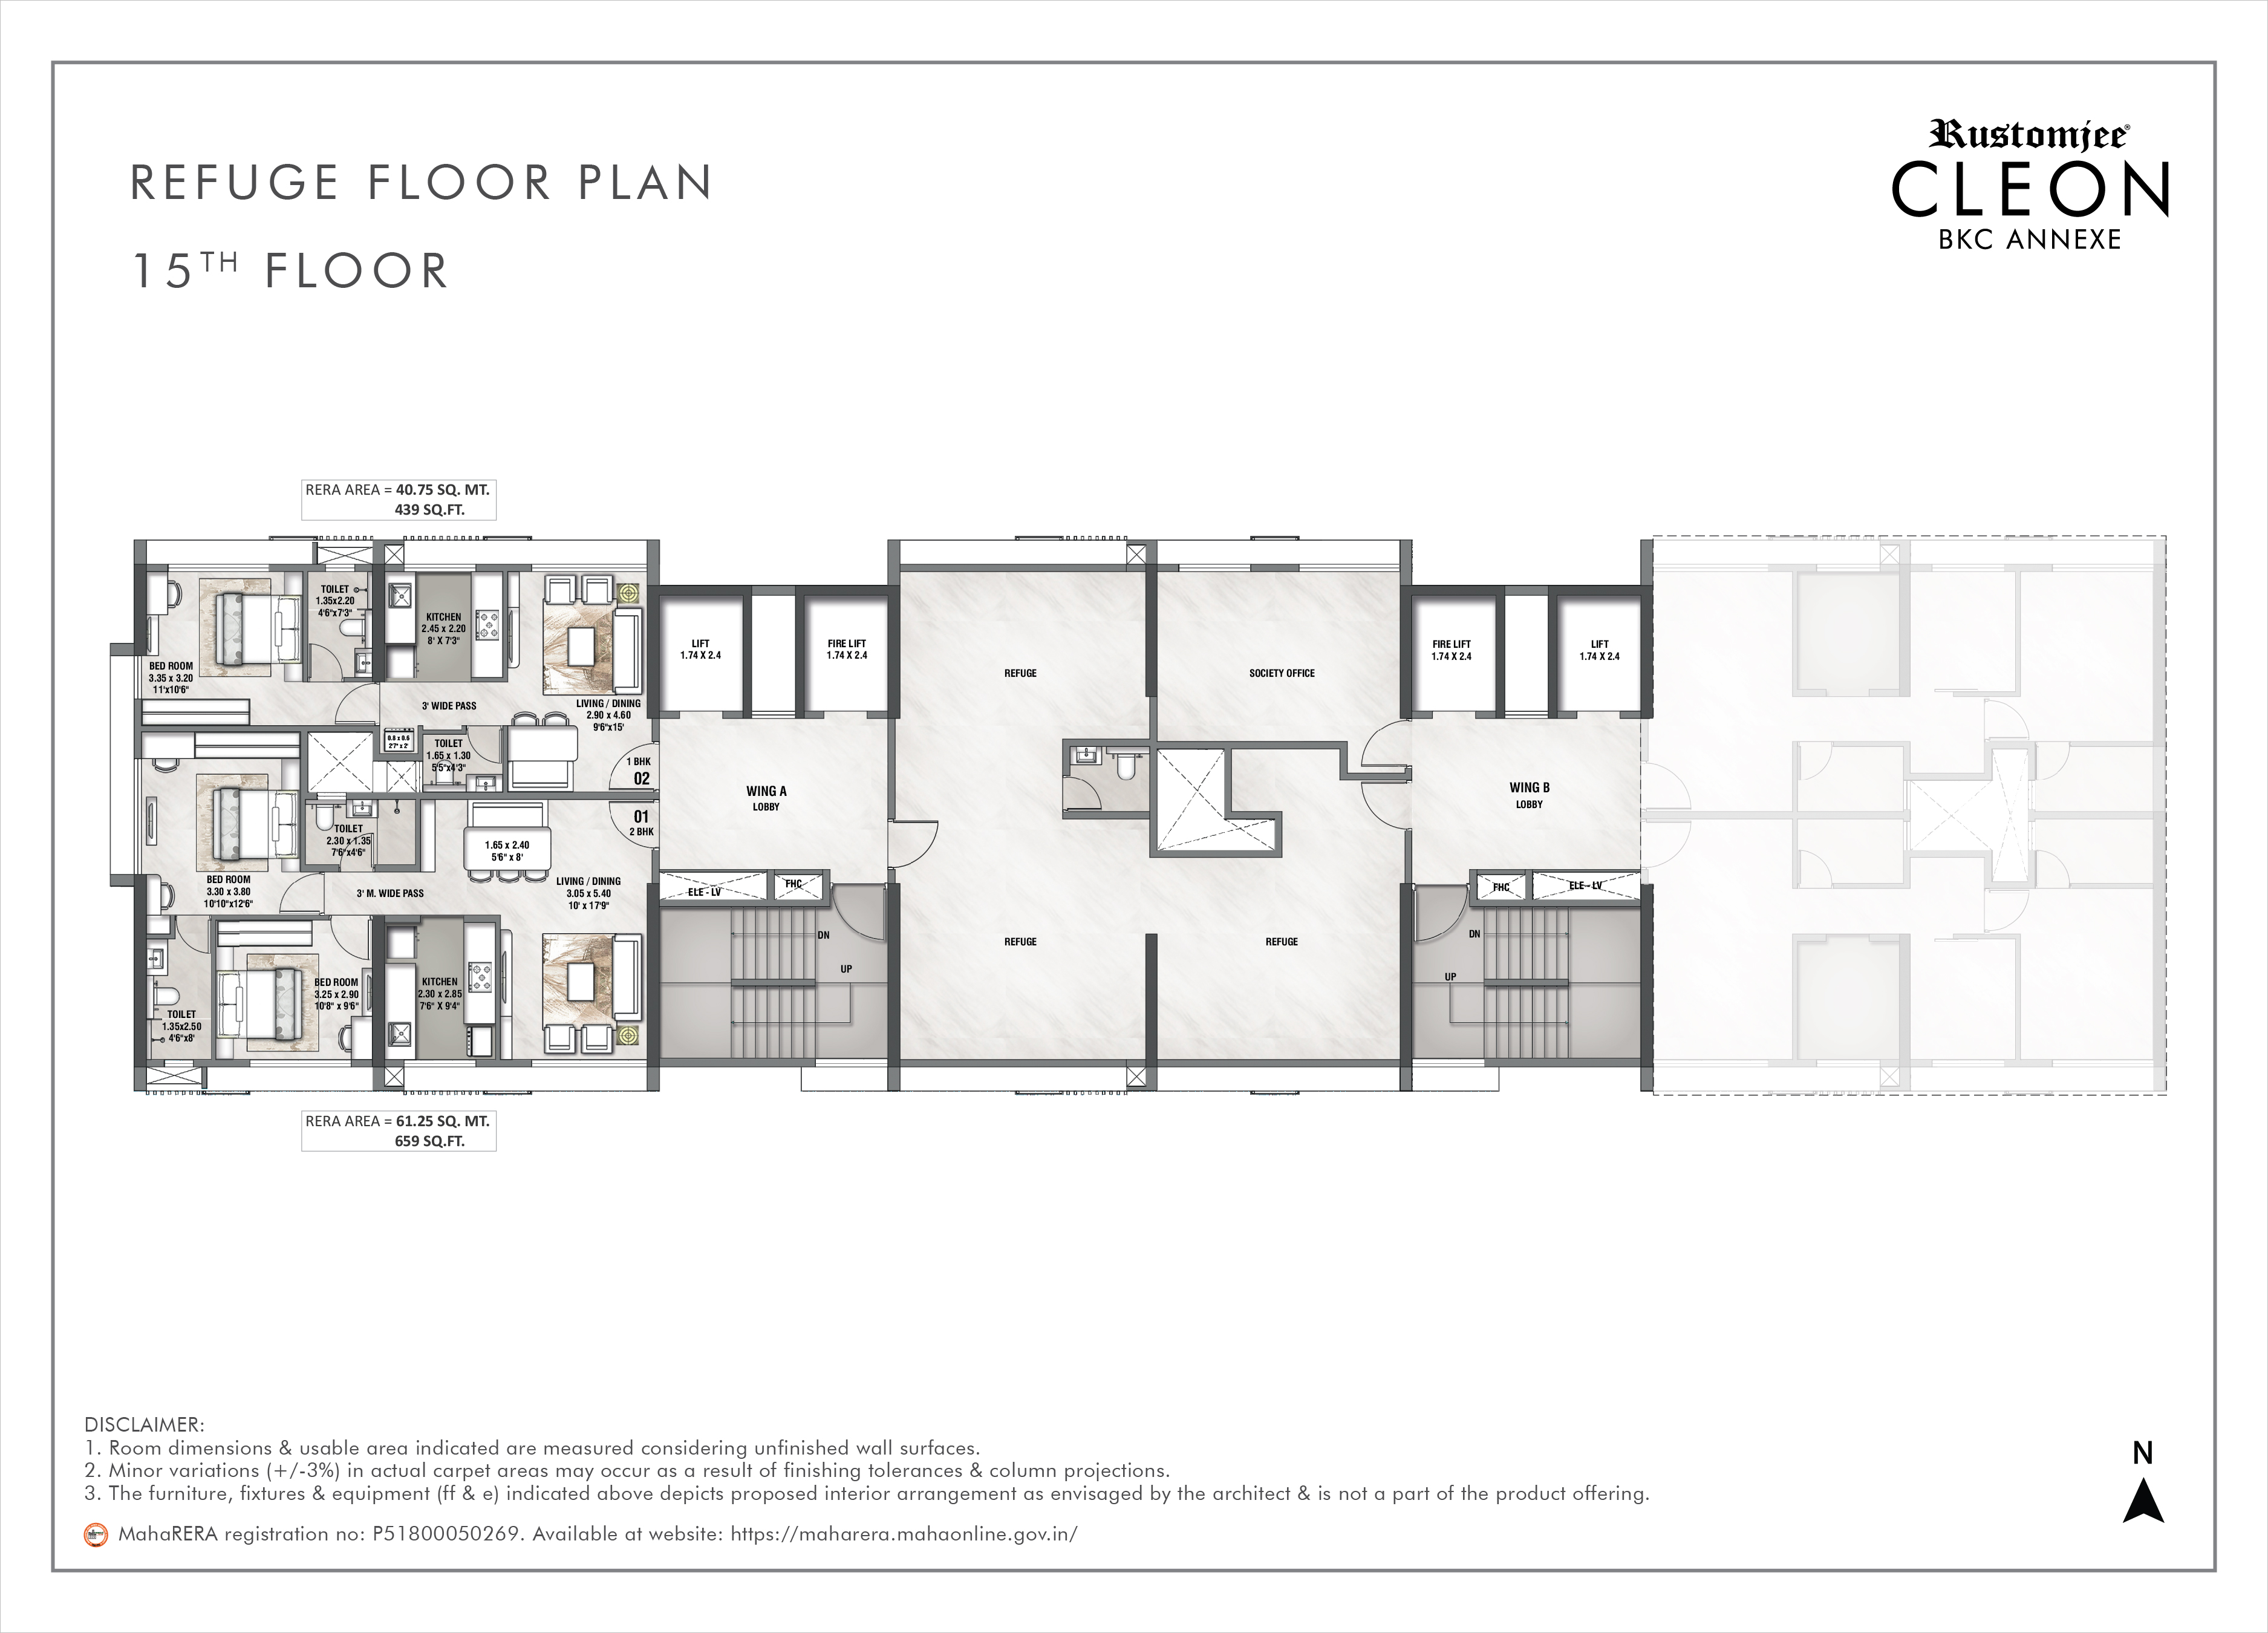 REFUGE FLOOR PLAN
15TH FLOOR
Rustomjee®
CLEON
BKC ANNEXE
RERA AREA = 40.75 SQ. MT.
439 SQ.FT.
BED ROOM
3.35 x 3.20
11'x10'6"
TOILET
1.35x2.20
4'6"x7'3"
KITCHEN
2.45 x 2.20
8' X 7'3"
3' WIDE PASS
LIVING / DINING
2.90 x 4.60
9'6"x15'
0.8 x 0.6
2'7" x 2'
TOILET
1.65 x 1.30
5'5"x4'3"
1 BHK
02
01
2 BHK
BED ROOM
3.30 x 3.80
10'10"x12'6"
TOILET
2.30 x 1.35
7'6"x4'6"
1.65 x 2.40
5'6" x 8'
3' M. WIDE PASS
LIVING / DINING
3.05 x 5.40
10' x 17'9"
TOILET
1.35x2.50
4'6"x8'
BED ROOM
3.25 x 2.90
10'8" x 9'6"
KITCHEN
2.30 x 2.85
7'6" X 9'4"
LIFT
1.74 X 2.4
FIRE LIFT
1.74 X 2.4
WING A
LOBBY
ELE - LV
FHC
DN
UP
REFUGE
SOCIETY OFFICE
REFUGE
REFUGE
FIRE LIFT
1.74 X 2.4
LIFT
1.74 X 2.4
WING B
LOBBY
FHC
ELE - LV
DN
UP
RERA AREA = 61.25 SQ. MT.
659 SQ.FT.
DISCLAIMER:
1. Room dimensions & usable area indicated are measured considering unfinished wall surfaces.
2. Minor variations (+/-3%) in actual carpet areas may occur as a result of finishing tolerances & column projections.
3. The furniture, fixtures & equipment (ff & e) indicated above depicts proposed interior arrangement as envisaged by the architect & is not a part of the product offering.
MahaRERA registration no: P51800050269. Available at website: https://maharera.mahaonline.gov.in/
N